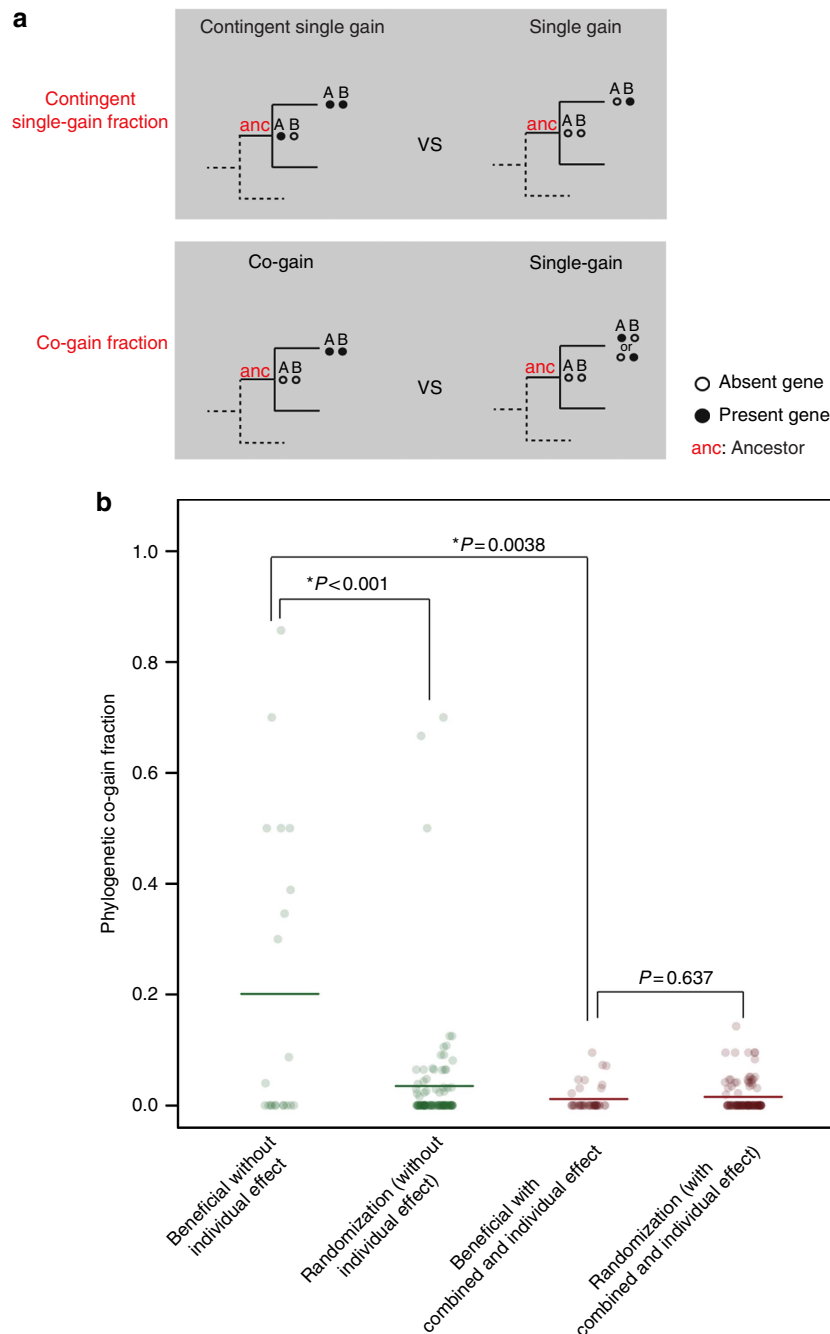 a
Contingent single gain
Single gain
Contingent
single-gain fraction
A B
anc
A B
VS
A B
anc
A B
Co-gain
Single-gain
Co-gain fraction
A B
anc
A B
VS
A B
or
anc
A B
Absent gene
Present gene
anc: Ancestor
b
Phylogenetic co-gain fraction
1.0
0.8
0.6
0.4
0.2
0.0
*P=0.0038
*P<0.001
P=0.637
Beneficial without
individual effect
Randomization (without
individual effect)
Beneficial with
combined and individual effect
Randomization (with
combined and individual effect)